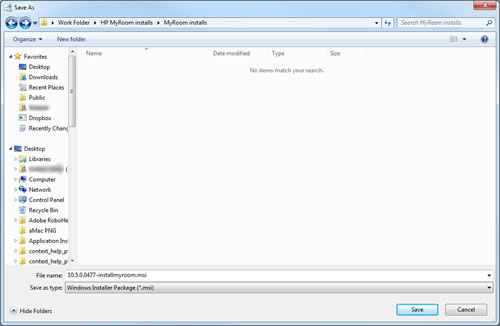 Save As
Work Folder HP MyRoom installs MyRoom installs
Search MyRoom installs
Organize New folder
Name Date modified Type Size
No items match your search.
Favorites
Desktop
Downloads
Recent Places
Public
Dropbox
Recently Chang
Desktop
Libraries
Computer
Network
Control Panel
Recycle Bin
Adobe RoboHe
aMac PNG
Application Ins
context_help_p
context_help_p
File name: 10.5.0.0477-installmyroom.msi
Save as type: Windows Installer Package (*.msi)
Hide Folders
Save Cancel